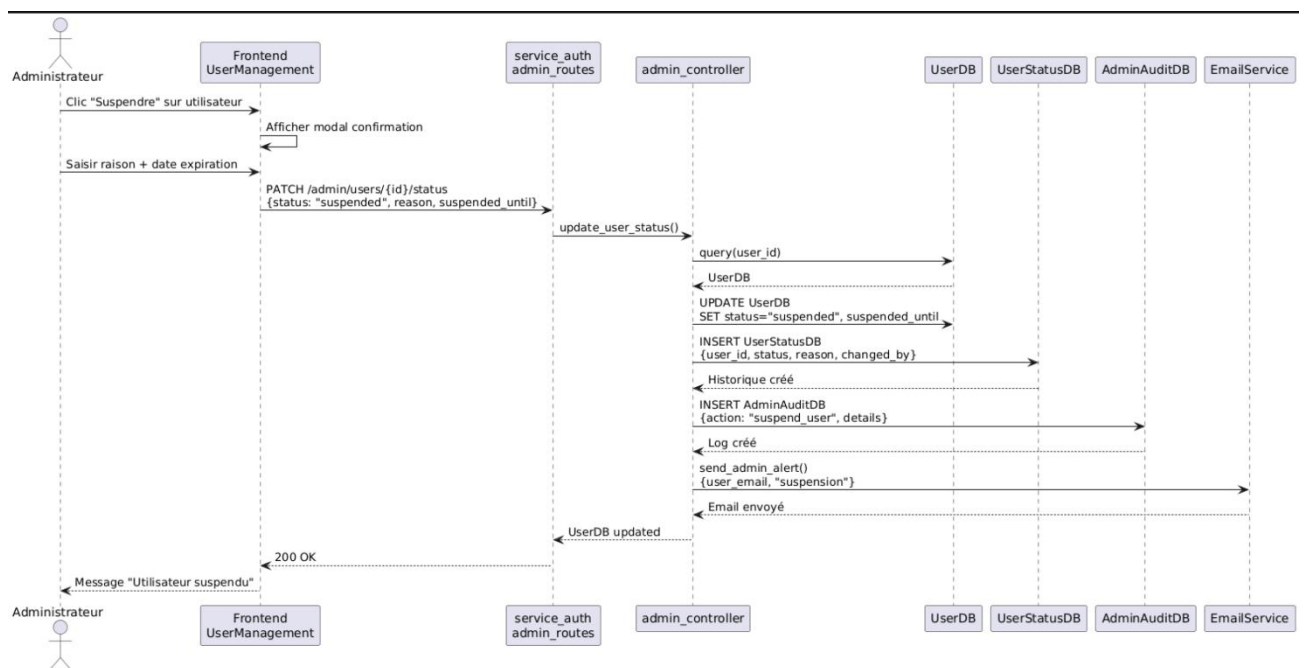 Administrateur
Frontend
UserManagement
service_auth
admin_routes
admin_controller
UserDB
UserStatusDB
AdminAuditDB
EmailService
Clic "Suspendre" sur utilisateur
Afficher modal confirmation
Saisir raison + date expiration
PATCH /admin/users/{id}/status
{status: "suspended", reason, suspended_until}
update_user_status()
query(user_id)
UserDB
UPDATE UserDB
SET status="suspended", suspended_until
INSERT UserStatusDB
{user_id, status, reason, changed_by}
Historique créé
INSERT AdminAuditDB
{action: "suspend_user", details}
Log créé
send_admin_alert()
{user_email, "suspension"}
Email envoyé
UserDB updated
200 OK
Message "Utilisateur suspendu"
Administrateur
Frontend
UserManagement
service_auth
admin_routes
admin_controller
UserDB
UserStatusDB
AdminAuditDB
EmailService